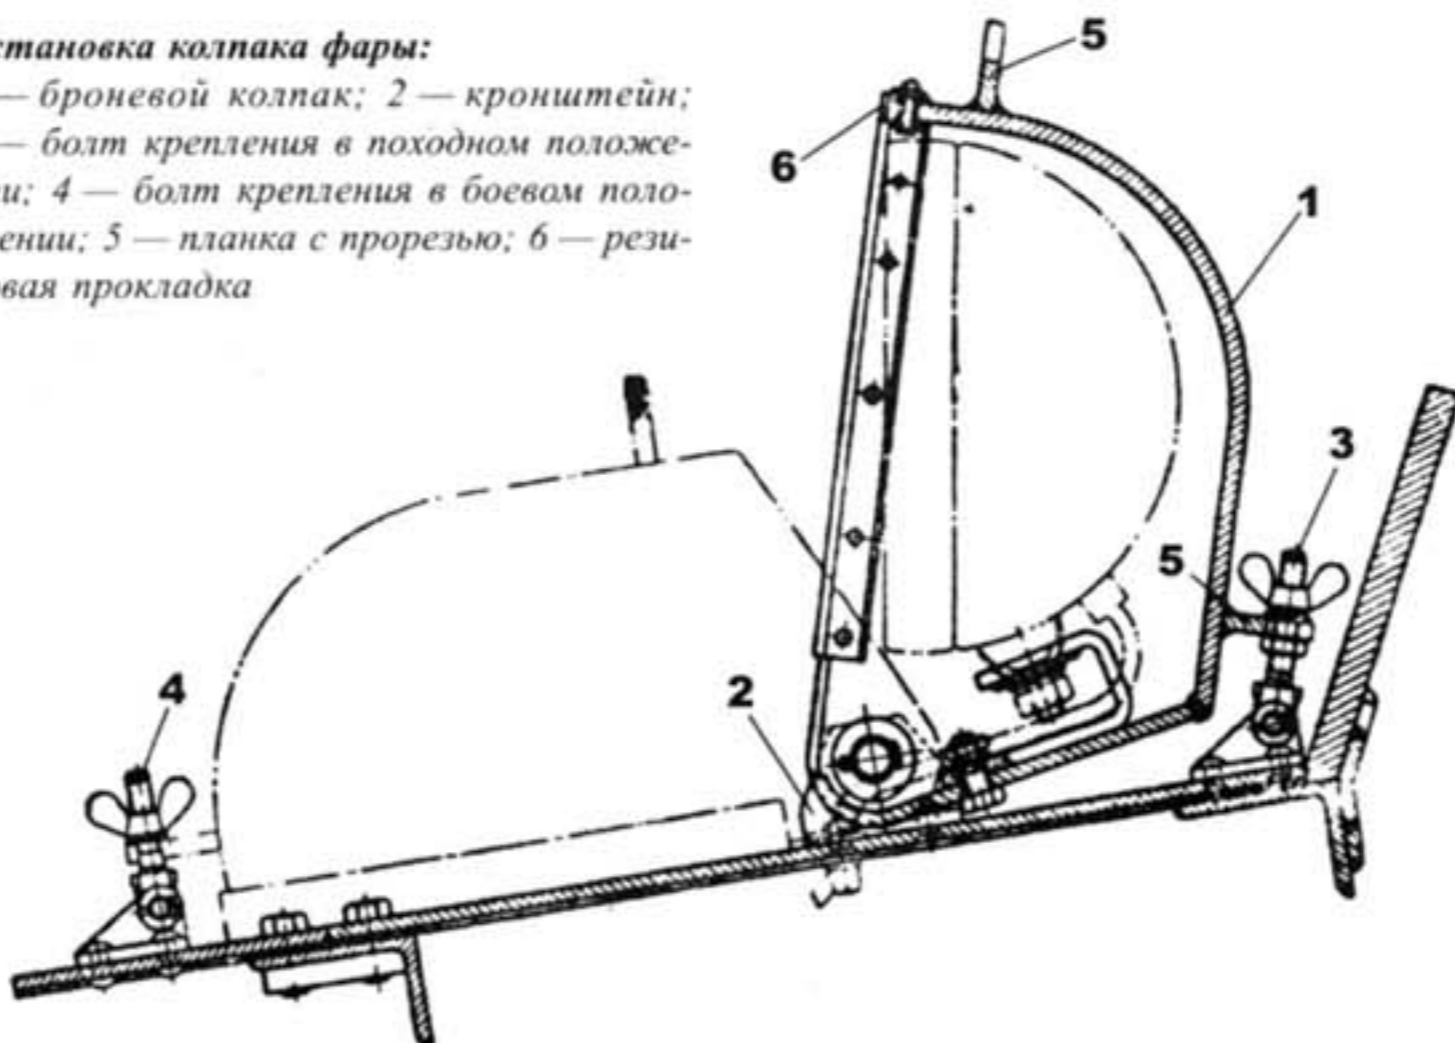 становка колпака фары:
— броневой колпак; 2 — кронштейн;
— болт крепления в походном положе-
и; 4 — болт крепления в боевом поло-
ении; 5 — планка с прорезью; 6 — рези-
вая прокладка
5
6
1
3
5
2
4